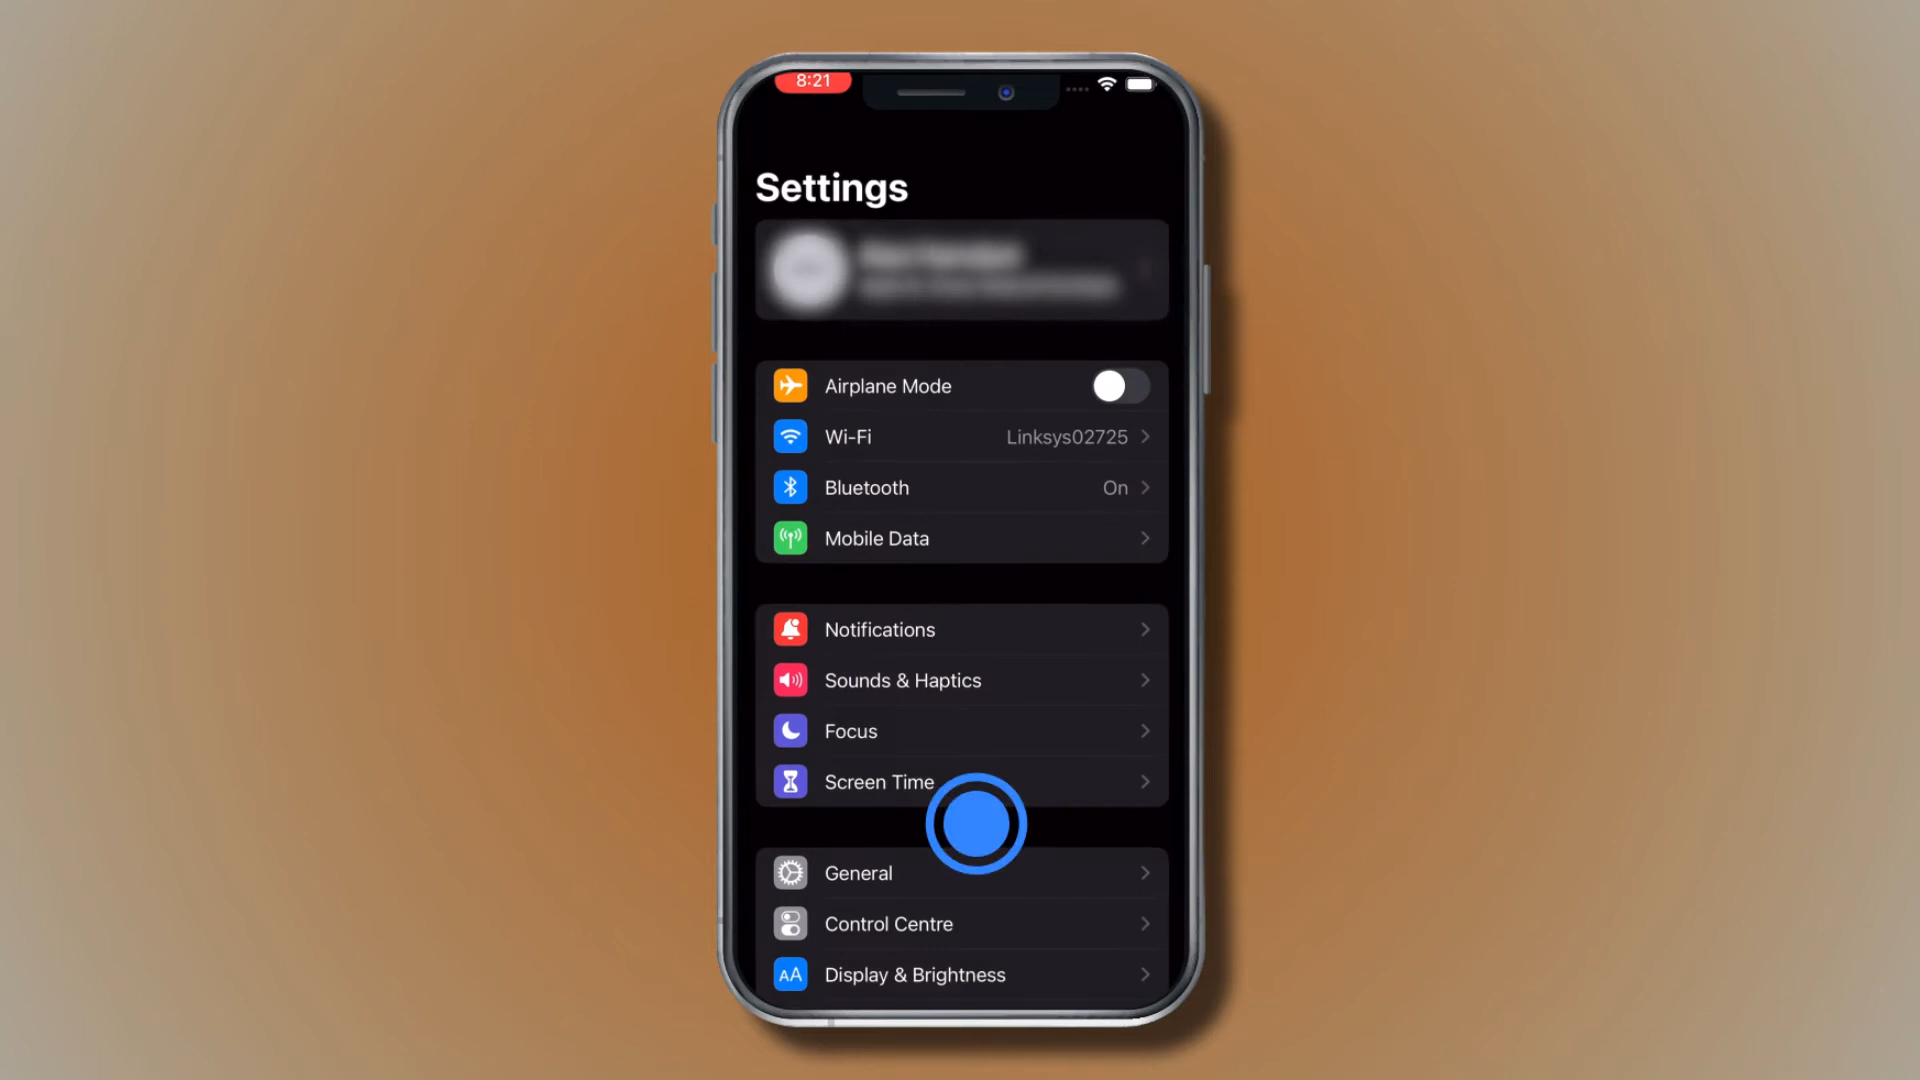 8:21
Settings
Airplane Mode
Wi-Fi Linksys02725
Bluetooth On
Mobile Data
Notifications
Sounds & Haptics
Focus
Screen Time
General
Control Centre
AA Display & Brightness